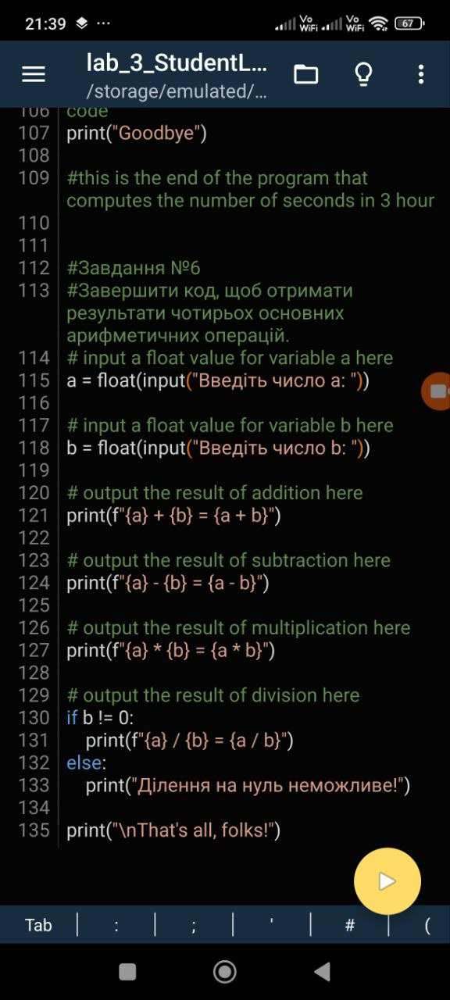 21:39 ...
Vo WiFi Vo WiFi 67
lab_3_StudentL...
/storage/emulated/...
106 code
107 print("Goodbye")
108
109 #this is the end of the program that
computes the number of seconds in 3 hour
110
111
112 #Завдання №6
113 #Завершити код, щоб отримати
результати чотирьох основних
арифметичних операцій.
114 # input a float value for variable a here
115 a = float(input("Введіть число a: "))
116
117 # input a float value for variable b here
118 b = float(input("Введіть число b: "))
119
120 # output the result of addition here
121 print(f"{a} + {b} = {a + b}")
122
123 # output the result of subtraction here
124 print(f"{a} - {b} = {a - b}")
125
126 # output the result of multiplication here
127 print(f"{a} * {b} = {a * b}")
128
129 # output the result of division here
130 if b != 0:
131 print(f"{a} / {b} = {a / b}")
132 else:
133 print("Ділення на нуль неможливе!")
134
135 print("\nThat's all, folks!")
Tab : ; ' # (